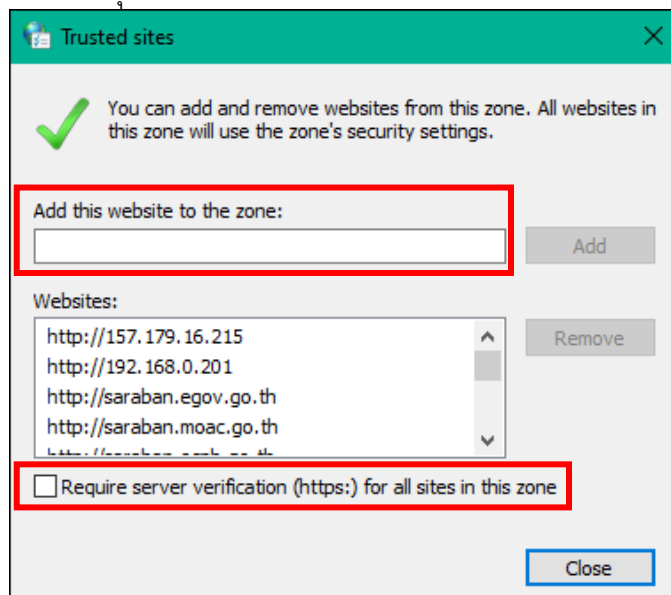 Trusted sites
You can add and remove websites from this zone. All websites in
this zone will use the zone's security settings.
Add this website to the zone:
Add
Websites:
http://157.179.16.215
Remove
http://192.168.0.201
http://saraban.egov.go.th
http://saraban.moac.go.th
Require server verification (https:) for all sites in this zone
Close